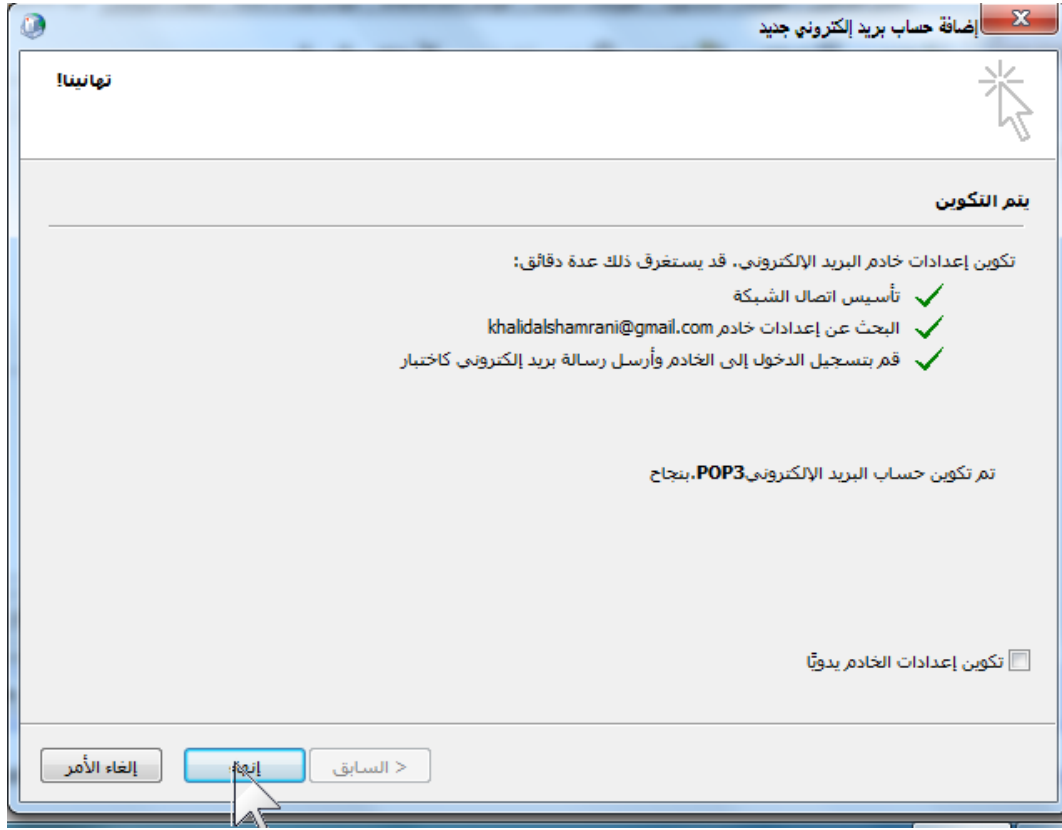 إضافة حساب بريد إلكتروني جديد
تهانينا!
يتم التكوين
تكوين إعدادات خادم البريد الإلكتروني. قد يستغرق ذلك عدة دقائق:
تأسيس اتصال الشبكة
البحث عن إعدادات خادم khalidalshamrani@gmail.com
قم بتسجيل الدخول إلى الخادم وأرسل رسالة بريد إلكتروني كاختبار
تم تكوين حساب البريد الإلكترونيPOP3.بنجاح
تكوين إعدادات الخادم يدويًا
< السابق
إنهاء
إلغاء الأمر